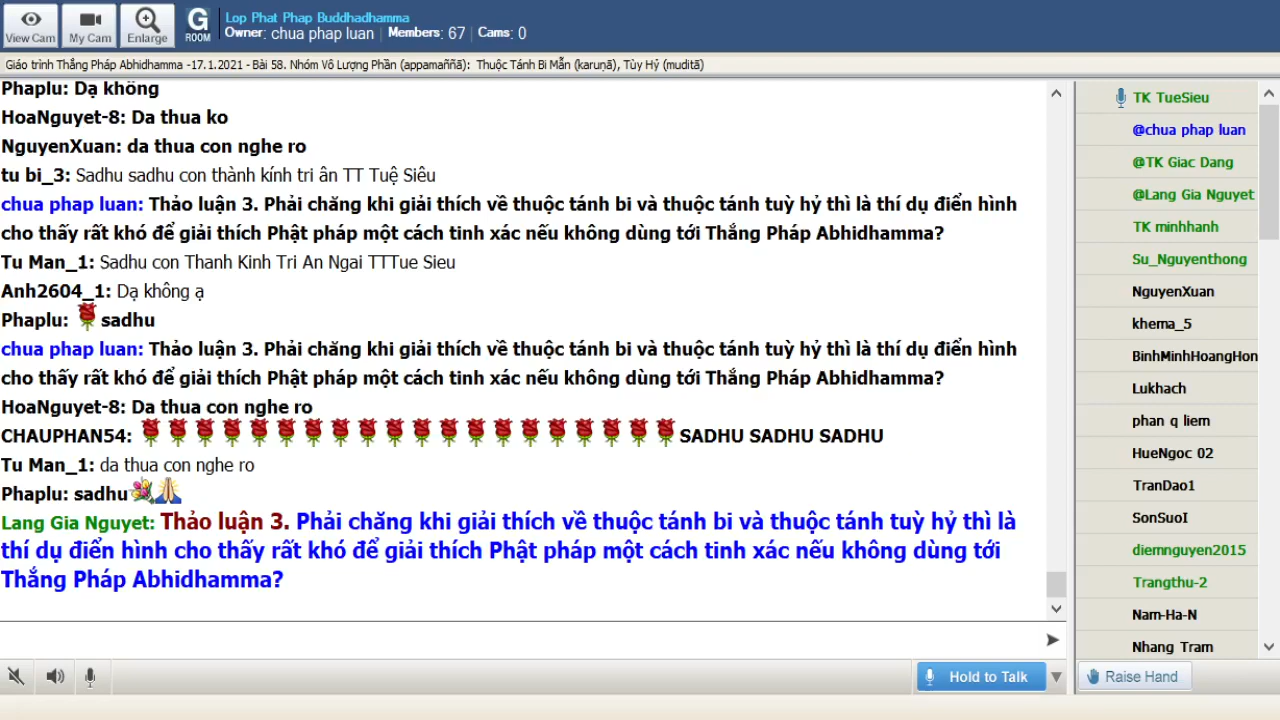 View Cam
My Cam
Enlarge
G
ROOM
Lop Phat Phap Buddhadhamma
Owner: chua phap luan | Members: 67 | Cams: 0
Giáo trình Thắng Pháp Abhidhamma -17.1.2021 - Bài 58. Nhóm Vô Lượng Phần (appamaññā): Thuộc Tánh Bi Mẫn (karuṇā), Tùy Hỷ (muditā)
Phaplu: Dạ không
HoaNguyet-8: Da thua ko
NguyenXuan: da thua con nghe ro
tu bi_3: Sadhu sadhu con thành kính tri ân TT Tuệ Siêu
chua phap luan: Thảo luận 3. Phải chăng khi giải thích về thuộc tánh bi và thuộc tánh tuỳ hỷ thì là thí dụ điển hình
cho thấy rất khó để giải thích Phật pháp một cách tinh xác nếu không dùng tới Thắng Pháp Abhidhamma?
Tu Man_1: Sadhu con Thanh Kinh Tri An Ngai TTTue Sieu
Anh2604_1: Dạ không ạ
Phaplu: sadhu
chua phap luan: Thảo luận 3. Phải chăng khi giải thích về thuộc tánh bi và thuộc tánh tuỳ hỷ thì là thí dụ điển hình
cho thấy rất khó để giải thích Phật pháp một cách tinh xác nếu không dùng tới Thắng Pháp Abhidhamma?
HoaNguyet-8: Da thua con nghe ro
CHAUPHAN54: SADHU SADHU SADHU
Tu Man_1: da thua con nghe ro
Phaplu: sadhu
Lang Gia Nguyet: Thảo luận 3. Phải chăng khi giải thích về thuộc tánh bi và thuộc tánh tuỳ hỷ thì là
thí dụ điển hình cho thấy rất khó để giải thích Phật pháp một cách tinh xác nếu không dùng tới
Thắng Pháp Abhidhamma?
Hold to Talk
TK TueSieu
@chua phap luan
@TK Giac Dang
@Lang Gia Nguyet
TK minhhanh
Su_Nguyenthong
NguyenXuan
khema_5
BinhMinhHoangHon
Lukhach
phan q liem
HueNgoc 02
TranDao1
SonSuoI
diemnguyen2015
Trangthu-2
Nam-Ha-N
Nhang Tram
Raise Hand